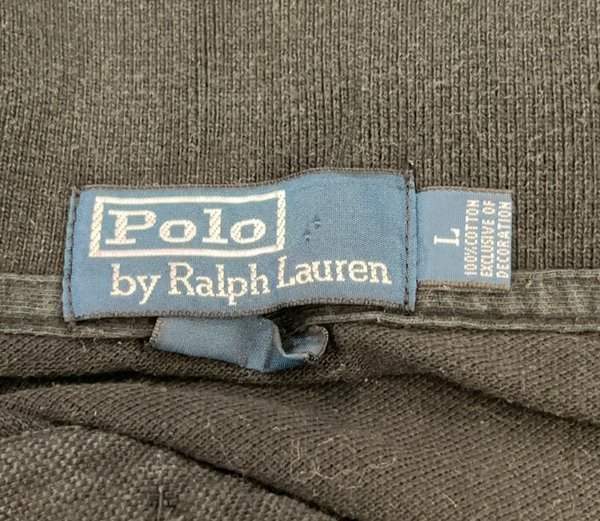 Polo
by Ralph Lauren
L
100% COTTON
EXCLUSIVE OF
DECORATION